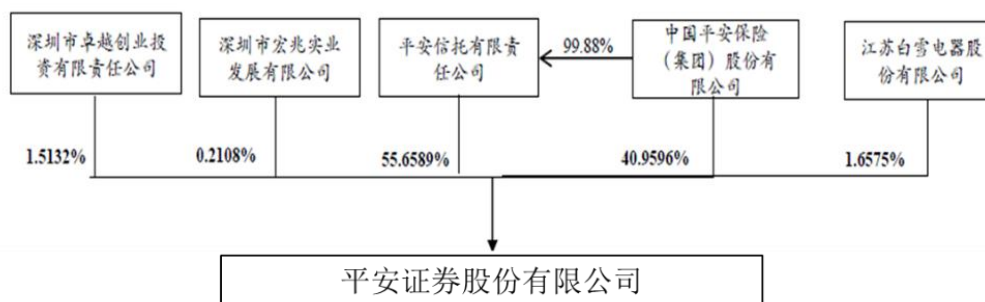 深圳市卓越创业投
资有限责任公司
深圳市宏兆实业
发展有限公司
平安信托有限责
任公司
99.88%
中国平安保险
（集团）股份有
限公司
江苏白雪电器股
份有限公司
1.5132%
0.2108%
55.6589%
40.9596%
1.6575%
平安证券股份有限公司